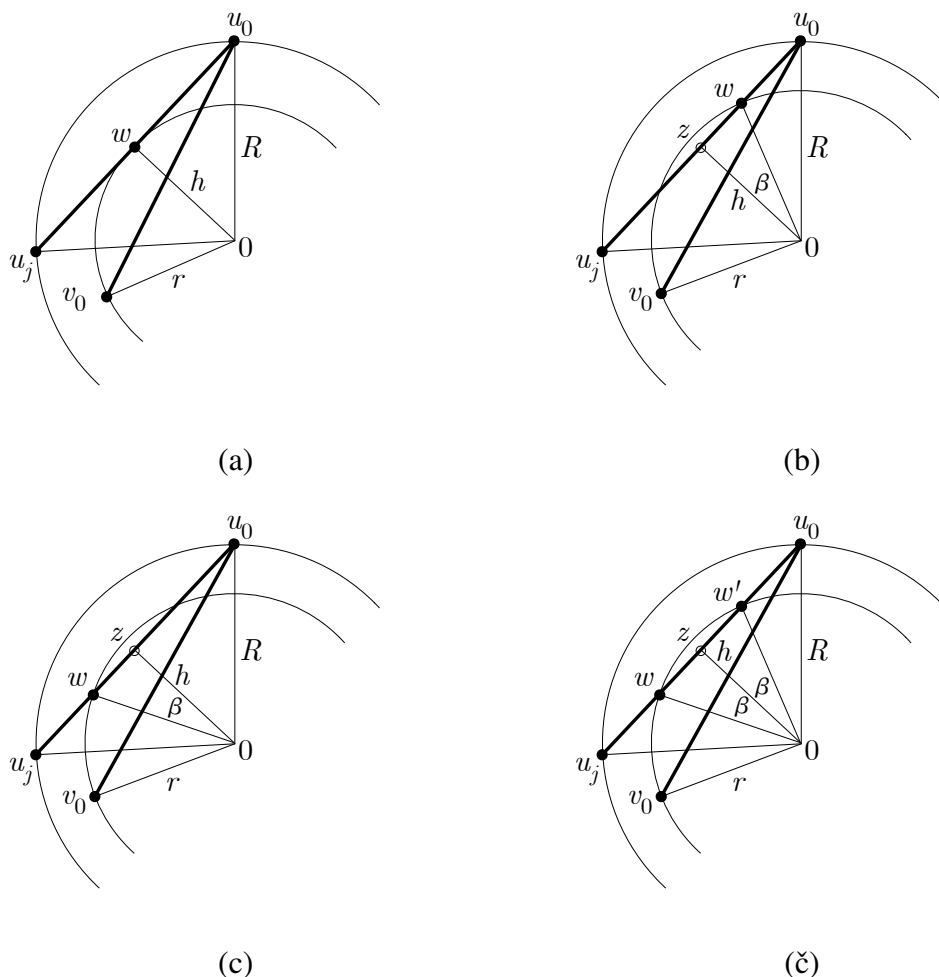 u0 u0
w w
R z R
h β
h
uj 0 uj 0
v0 r v0 r
(a) (b)
u0 u0
w'
z z
R h R
w h w β
β β
uj 0 uj 0
v0 r v0 r
(c) (č)